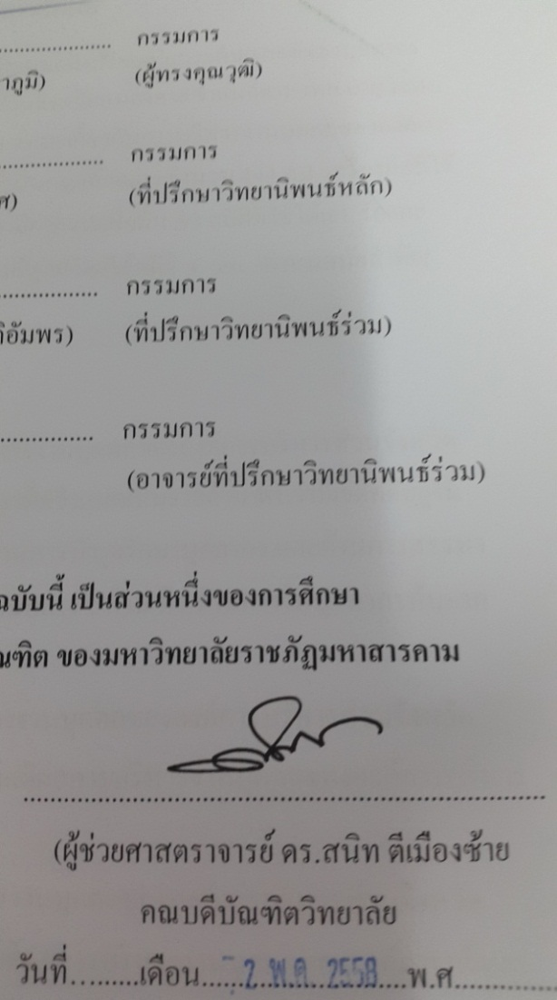 ..................... กรรมการ
าภูมิ) (ผู้ทรงคุณวุฒิ)
..................... กรรมการ
ศ) (ที่ปรึกษาวิทยานิพนธ์หลัก)
................... กรรมการ
ติอัมพร) (ที่ปรึกษาวิทยานิพนธ์ร่วม)
.................. กรรมการ
(อาจารย์ที่ปรึกษาวิทยานิพนธ์ร่วม)
ฉบับนี้ เป็นส่วนหนึ่งของการศึกษา
ณฑิต ของมหาวิทยาลัยราชภัฏมหาสารคาม
(ผู้ช่วยศาสตราจารย์ ดร.สนิท ตีเมืองซ้าย
คณบดีบัณฑิตวิทยาลัย
วันที่.........เดือน......2 พ.ค. 2558....พ.ศ..............